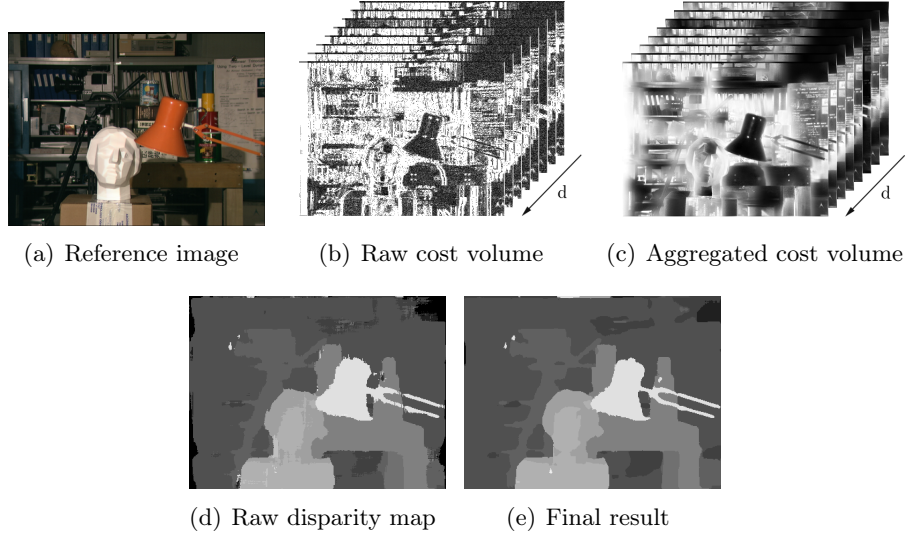 d
d
(a) Reference image
(b) Raw cost volume
(c) Aggregated cost volume
(d) Raw disparity map
(e) Final result